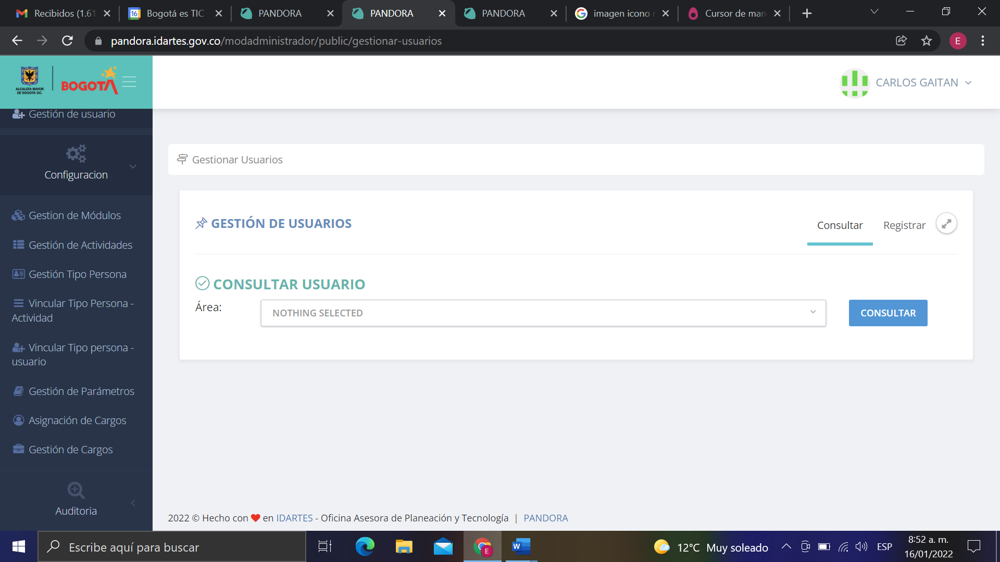 Recibidos (1.61
16
Bogotá es TIC
PANDORA
PANDORA
PANDORA
imagen icono
Cursor de man
pandora.idartes.gov.co/modadministrador/public/gestionar-usuarios
E
ALCALDÍA MAYOR
DE BOGOTÁ D.C.
BOGOTÁ
CARLOS GAITAN
Gestión de usuario
Configuracion
Gestion de Módulos
Gestión de Actividades
Gestión Tipo Persona
Vincular Tipo Persona -
Actividad
Vincular Tipo persona -
usuario
Gestión de Parámetros
Asignación de Cargos
Gestión de Cargos
Auditoria
Gestionar Usuarios
GESTIÓN DE USUARIOS
Consultar
Registrar
CONSULTAR USUARIO
Área:
NOTHING SELECTED
CONSULTAR
2022 © Hecho con ❤ en IDARTES - Oficina Asesora de Planeación y Tecnología | PANDORA
Escribe aquí para buscar
E
W
12°C Muy soleado
ESP
8:52 a. m.
16/01/2022